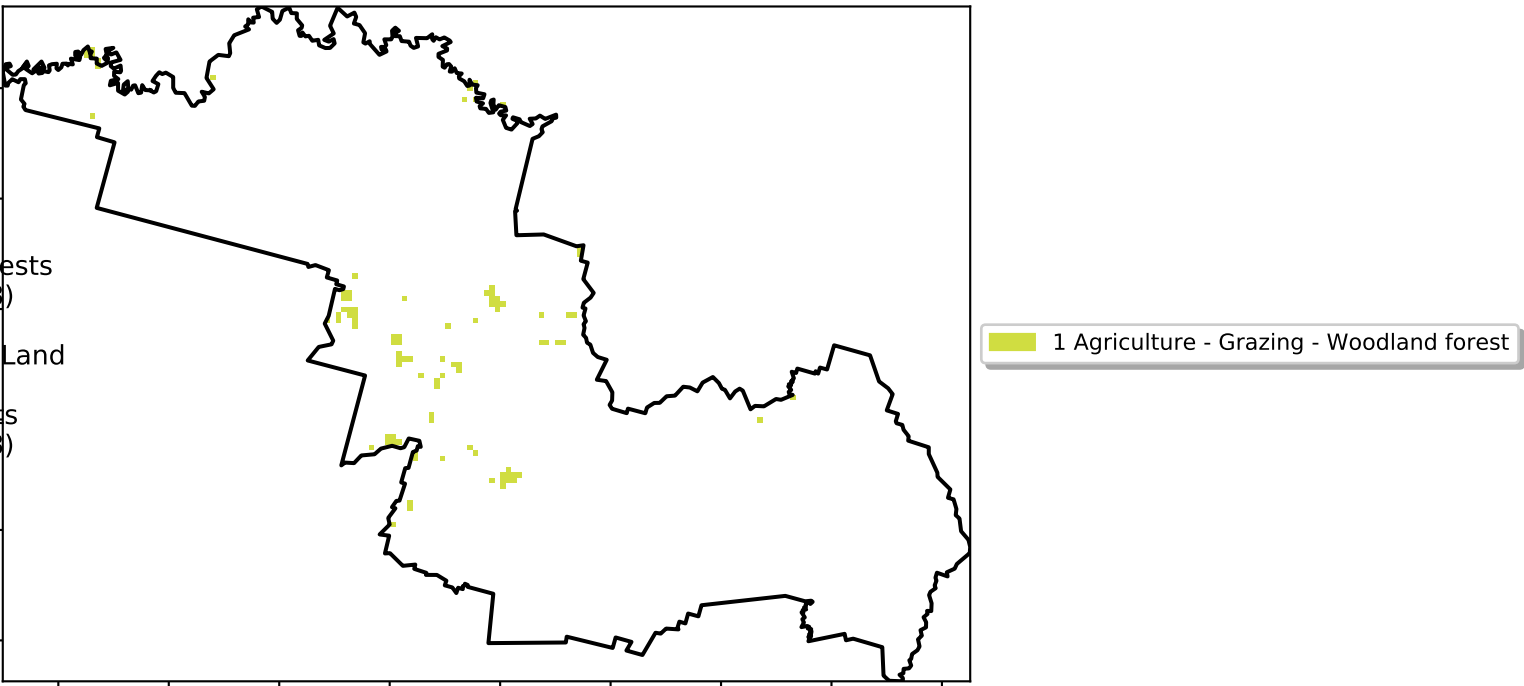 ests
)
Land
s
)
1 Agriculture - Grazing - Woodland forest